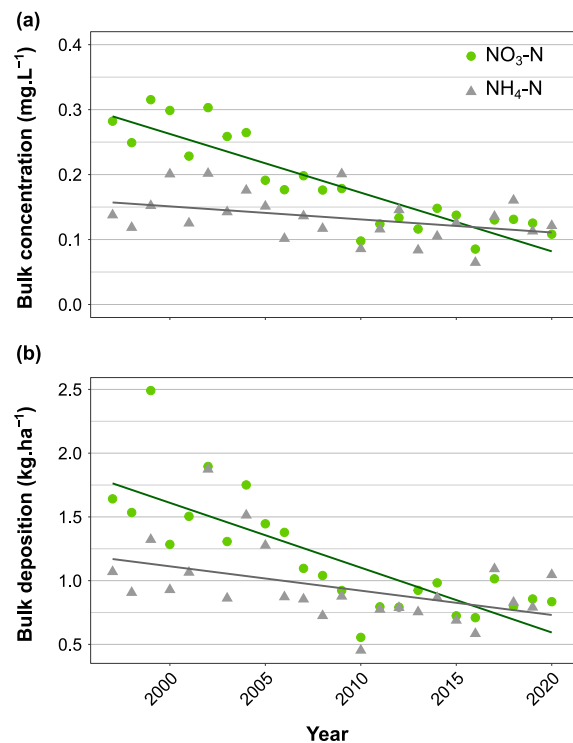 (a)
Bulk concentration (mg.L⁻¹)
0.4
0.3
0.2
0.1
0.0
NO₃-N
NH₄-N
(b)
Bulk deposition (kg.ha⁻¹)
2.5
2.0
1.5
1.0
0.5
2000
2005
2010
2015
2020
Year